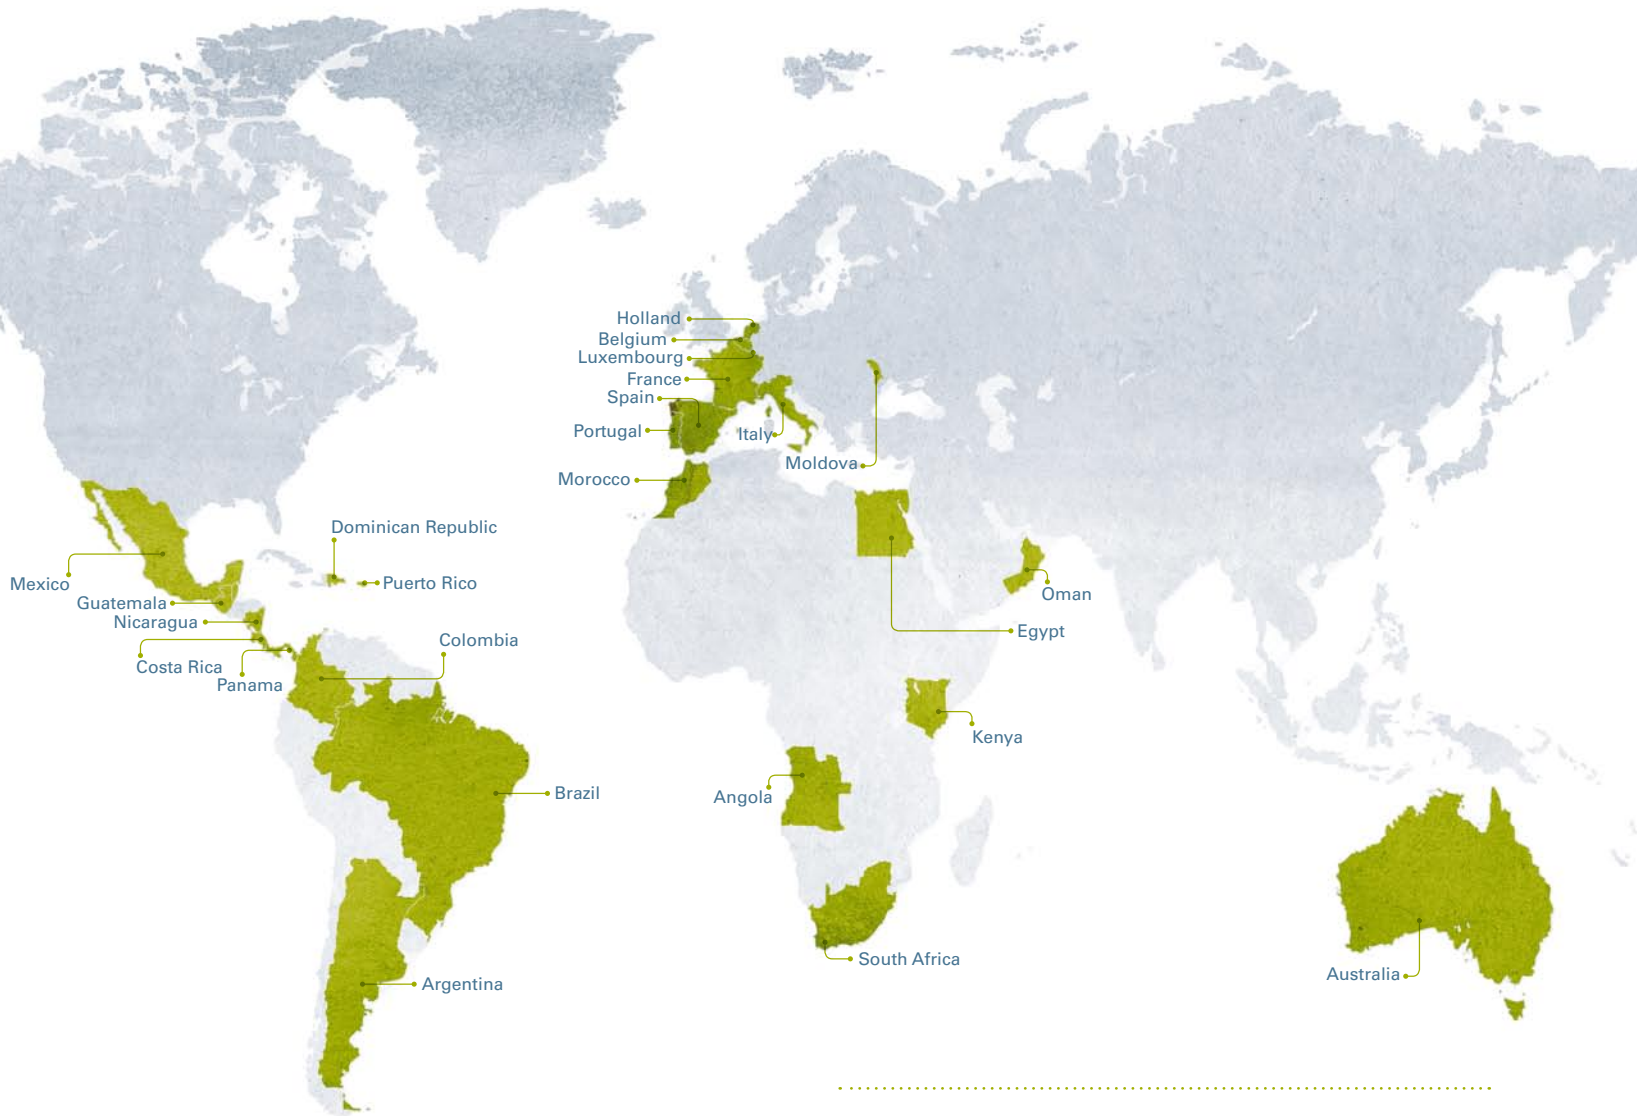 Holland
Belgium
Luxembourg
France
Spain
Portugal
Italy
Moldova
Morocco
Dominican Republic
Mexico
Puerto Rico
Guatemala
Nicaragua
Oman
Egypt
Colombia
Costa Rica
Panama
Kenya
Brazil
Angola
South Africa
Australia
Argentina